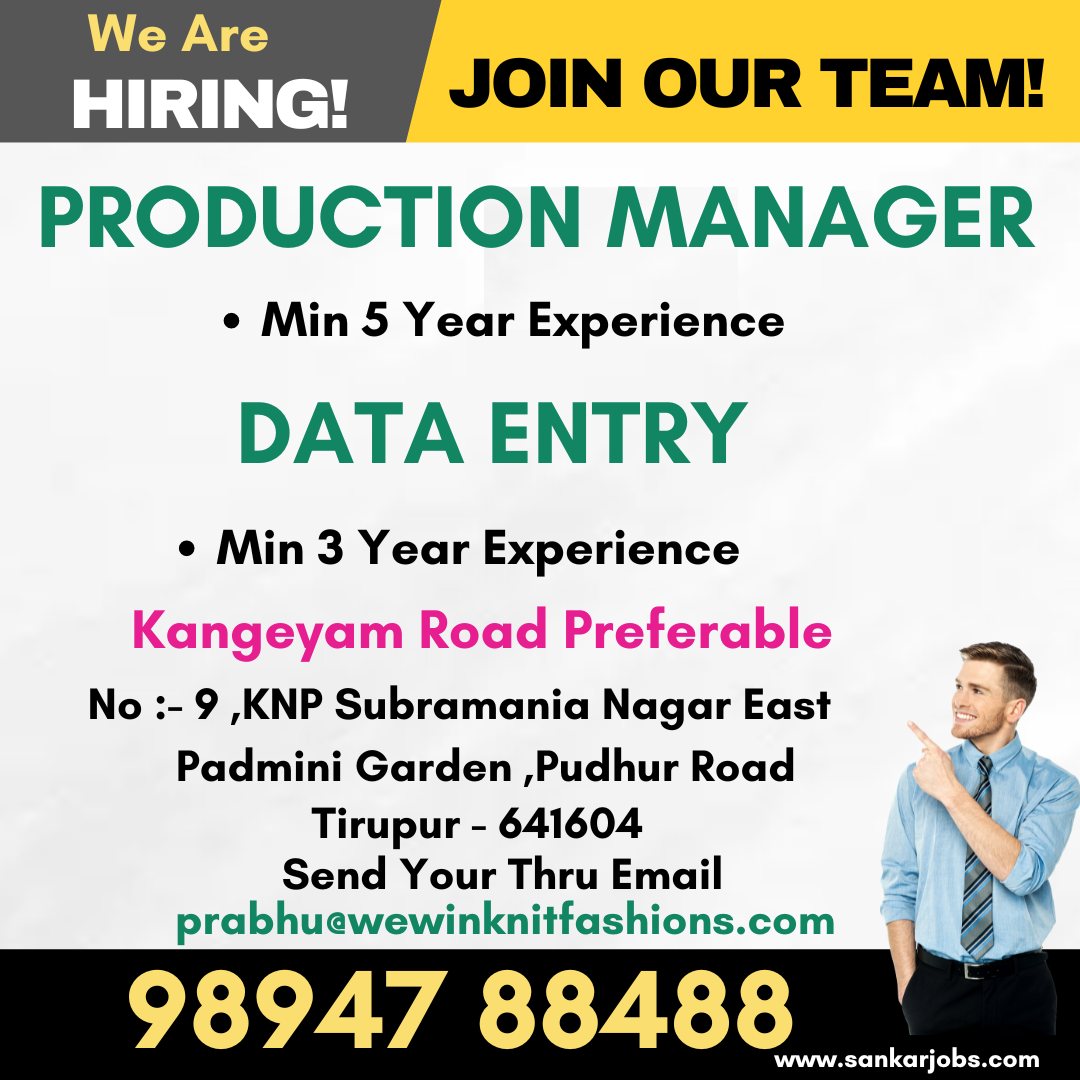 We Are
HIRING!
JOIN OUR TEAM!
PRODUCTION MANAGER
• Min 5 Year Experience
DATA ENTRY
• Min 3 Year Experience
Kangeyam Road Preferable
No :- 9 ,KNP Subramania Nagar East
Padmini Garden ,Pudhur Road
Tirupur - 641604
Send Your Thru Email
prabhu@wewinknitfashions.com
98947 88488
www.sankarjobs.com